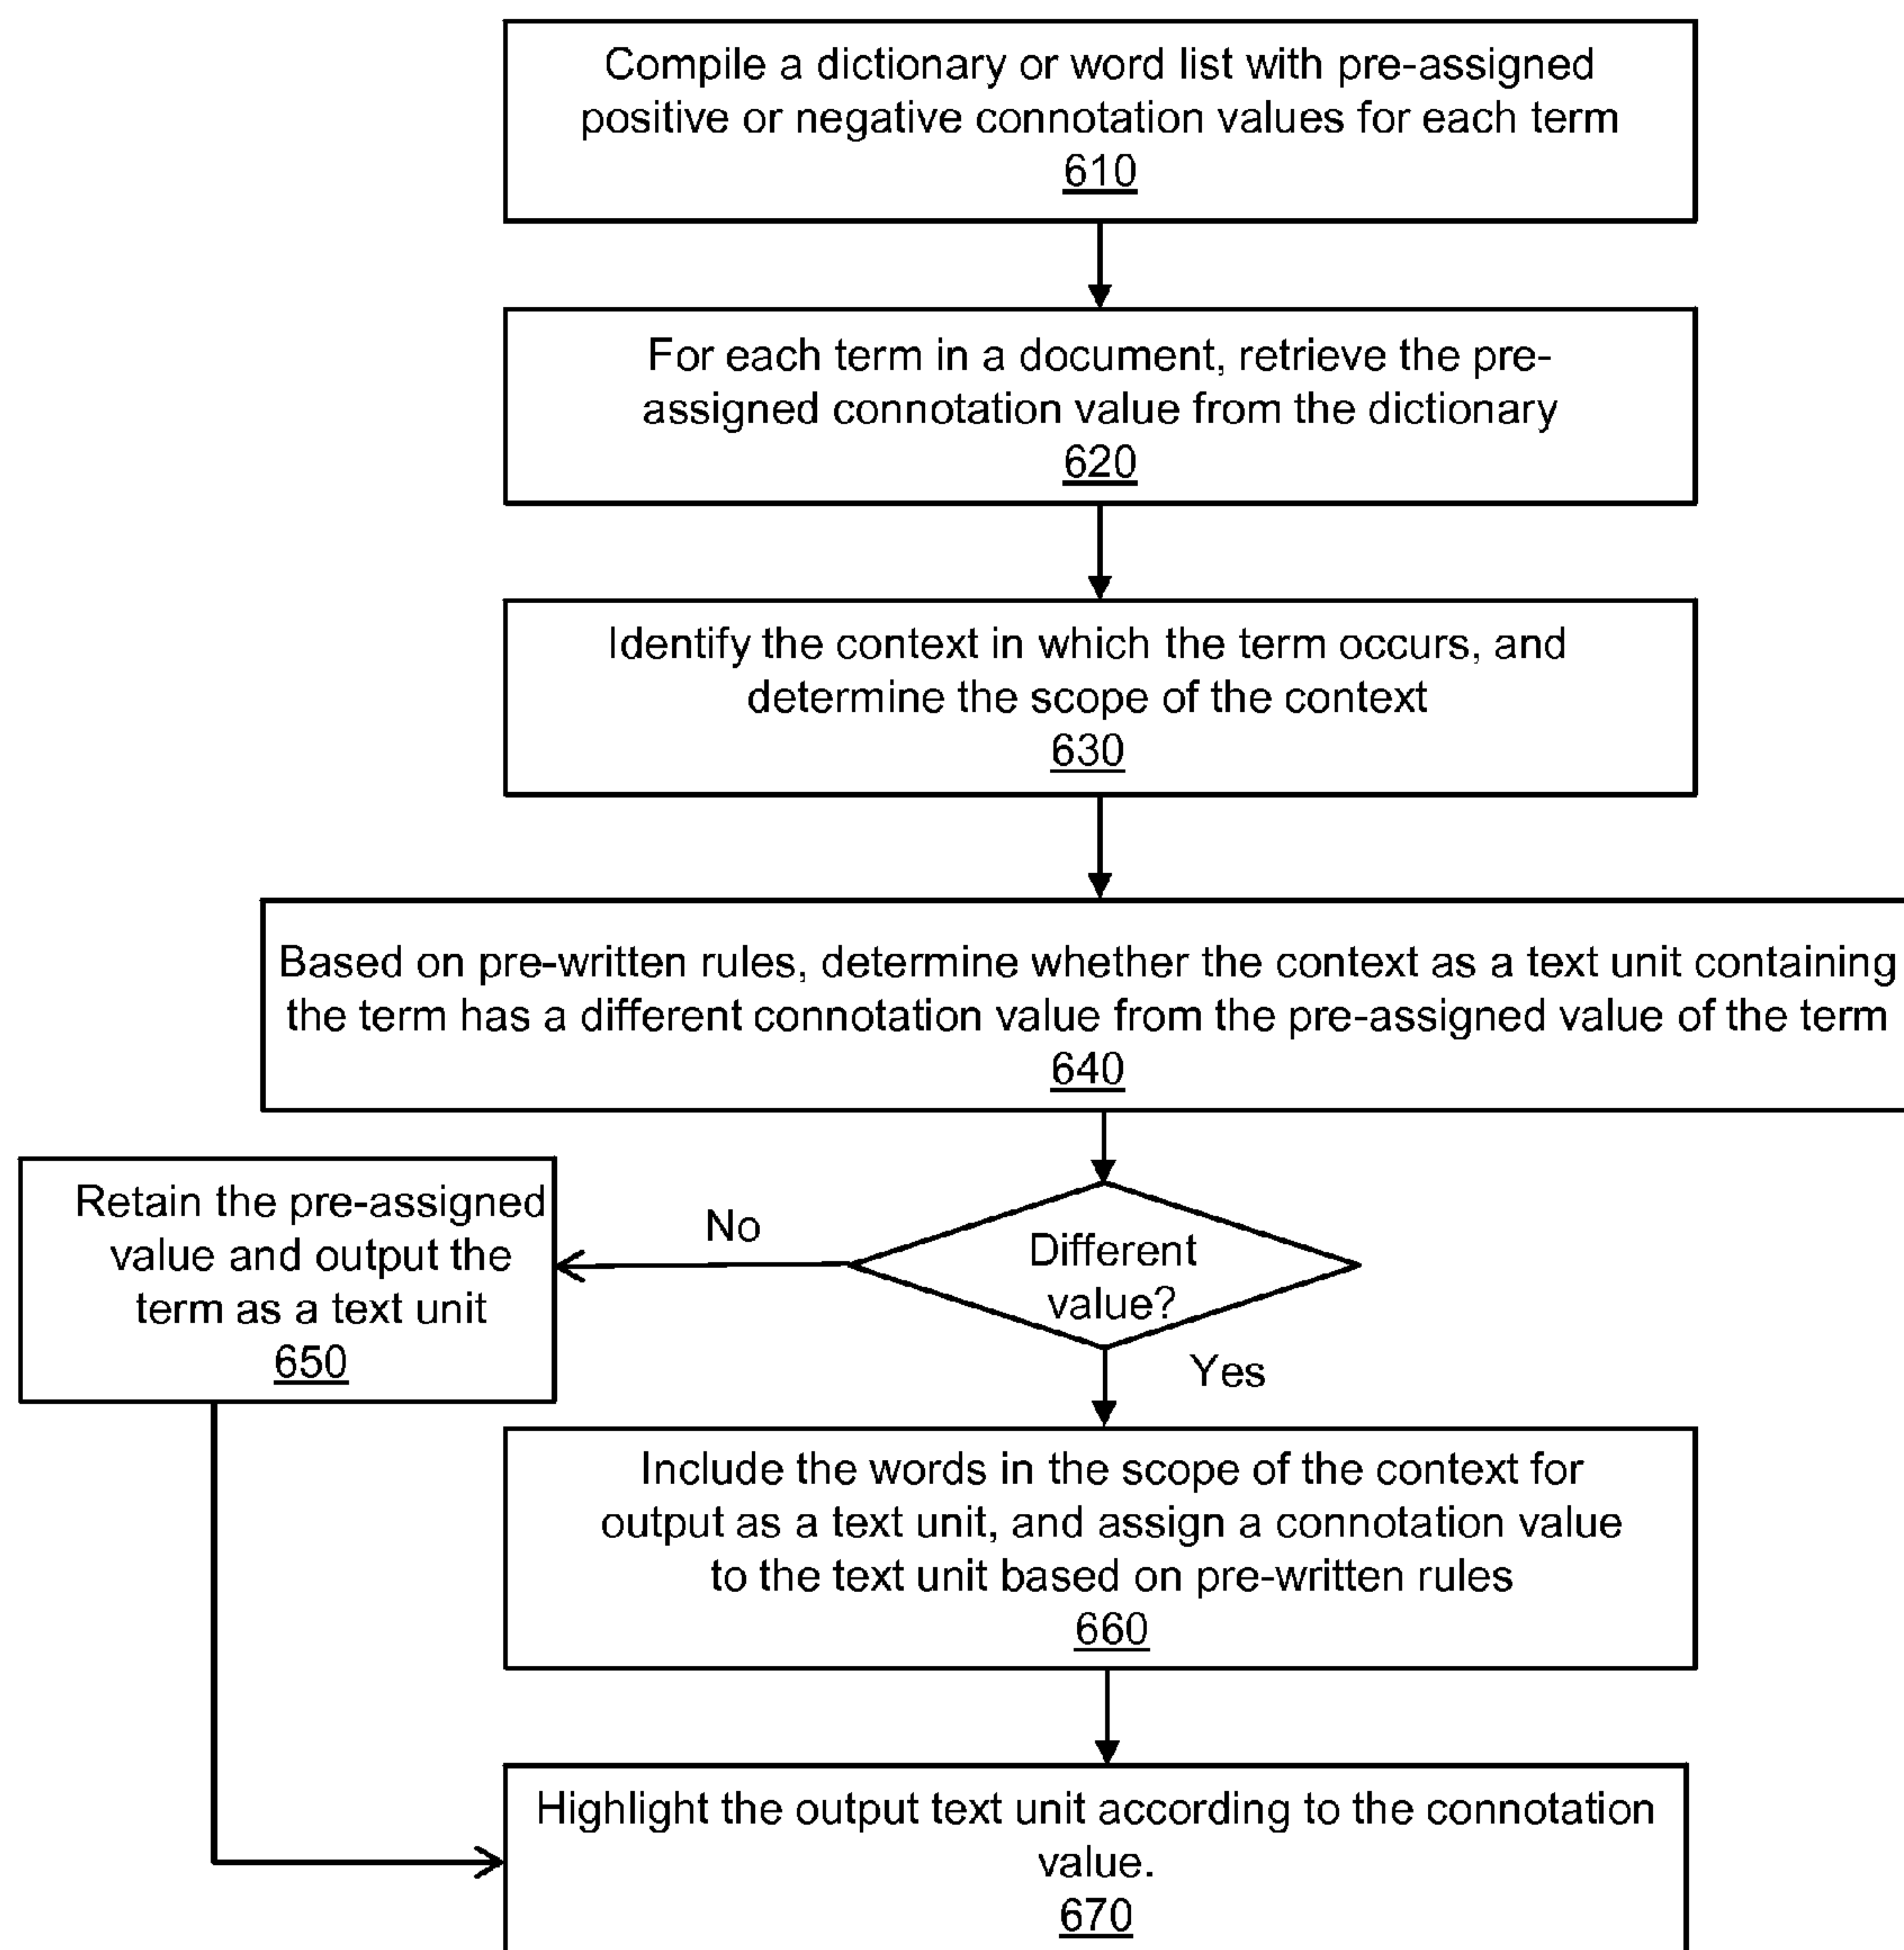 Compile a dictionary or word list with pre-assigned
positive or negative connotation values for each term
610
For each term in a document, retrieve the pre-
assigned connotation value from the dictionary
620
Identify the context in which the term occurs, and
determine the scope of the context
630
Based on pre-written rules, determine whether the context as a text unit containing
the term has a different connotation value from the pre-assigned value of the term
640
Different
value?
No
Retain the pre-assigned
value and output the
term as a text unit
650
Yes
Include the words in the scope of the context for
output as a text unit, and assign a connotation value
to the text unit based on pre-written rules
660
Highlight the output text unit according to the connotation
value.
670